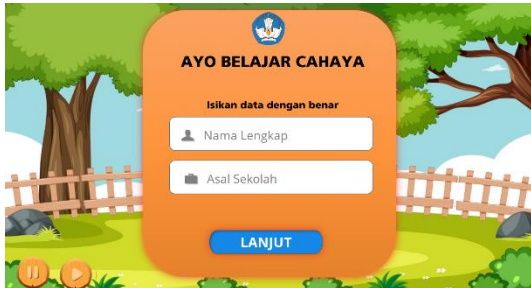 AYO BELAJAR CAHAYA
Isikan data dengan benar
Nama Lengkap
Asal Sekolah
LANJUT